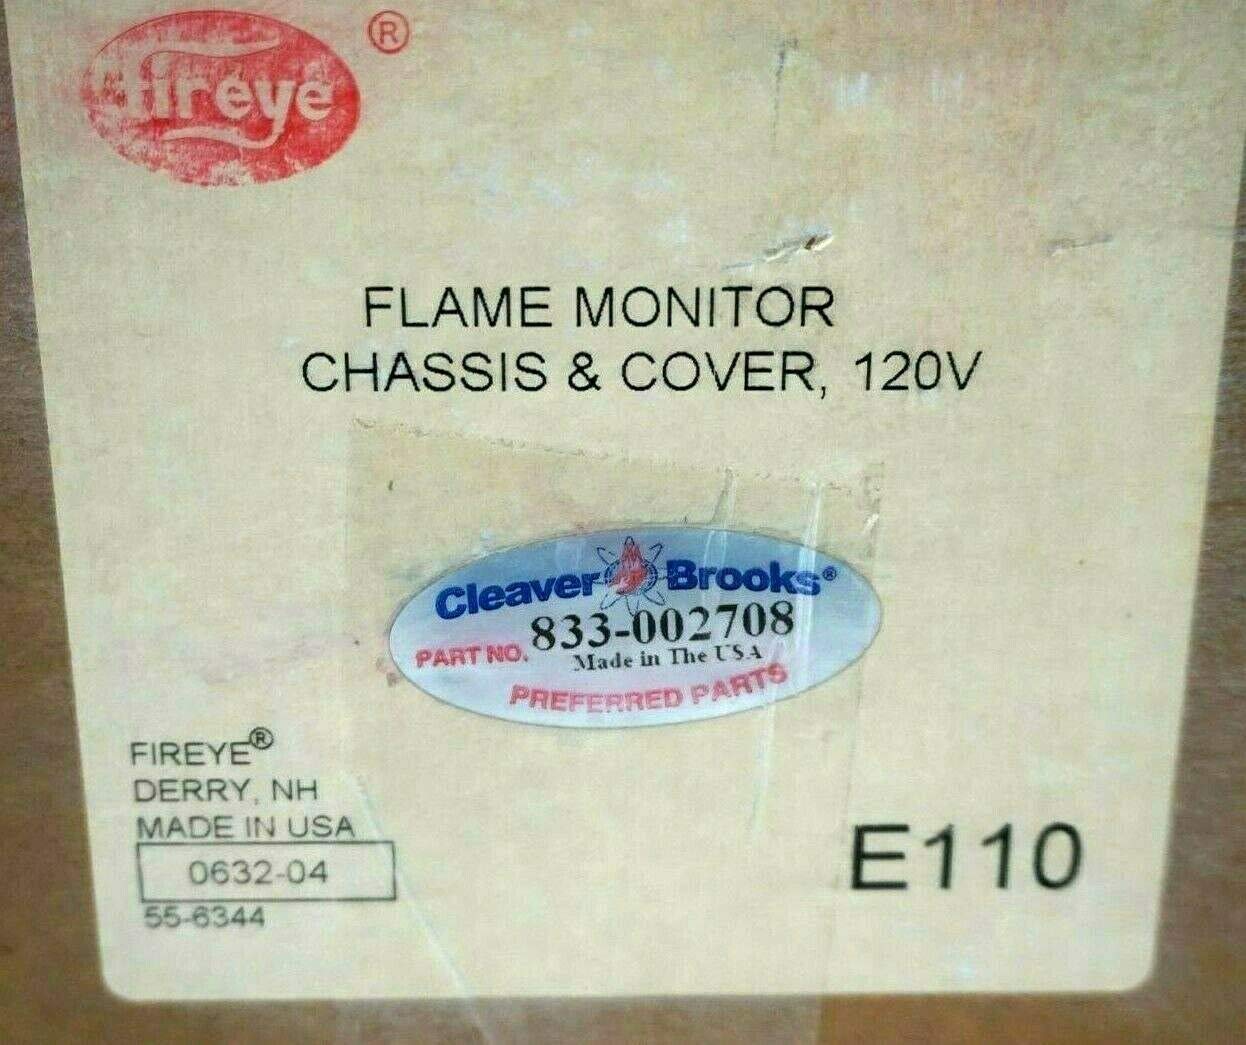 fireye ®
FLAME MONITOR
CHASSIS & COVER, 120V
Cleaver Brooks®
PART NO. 833-002708
Made in The USA
PREFERRED PARTS
FIREYE®
DERRY, NH
MADE IN USA
0632-04
55-6344
E110